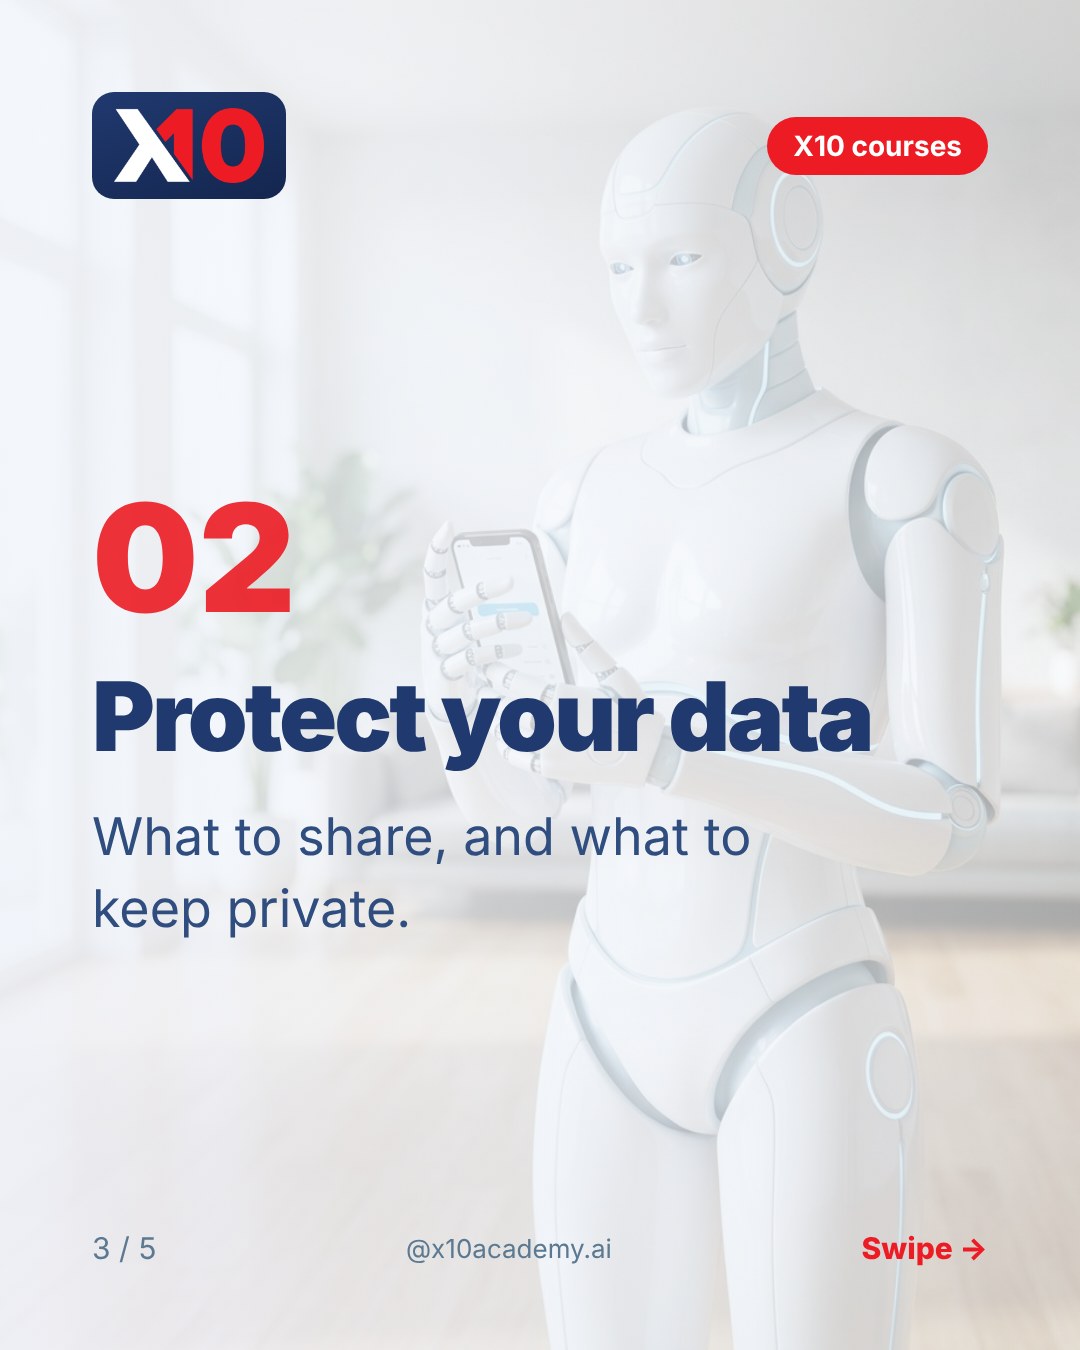 X10
X10 courses
02
Protect your data
What to share, and what to
keep private.
3 / 5
@x10academy.ai
Swipe →